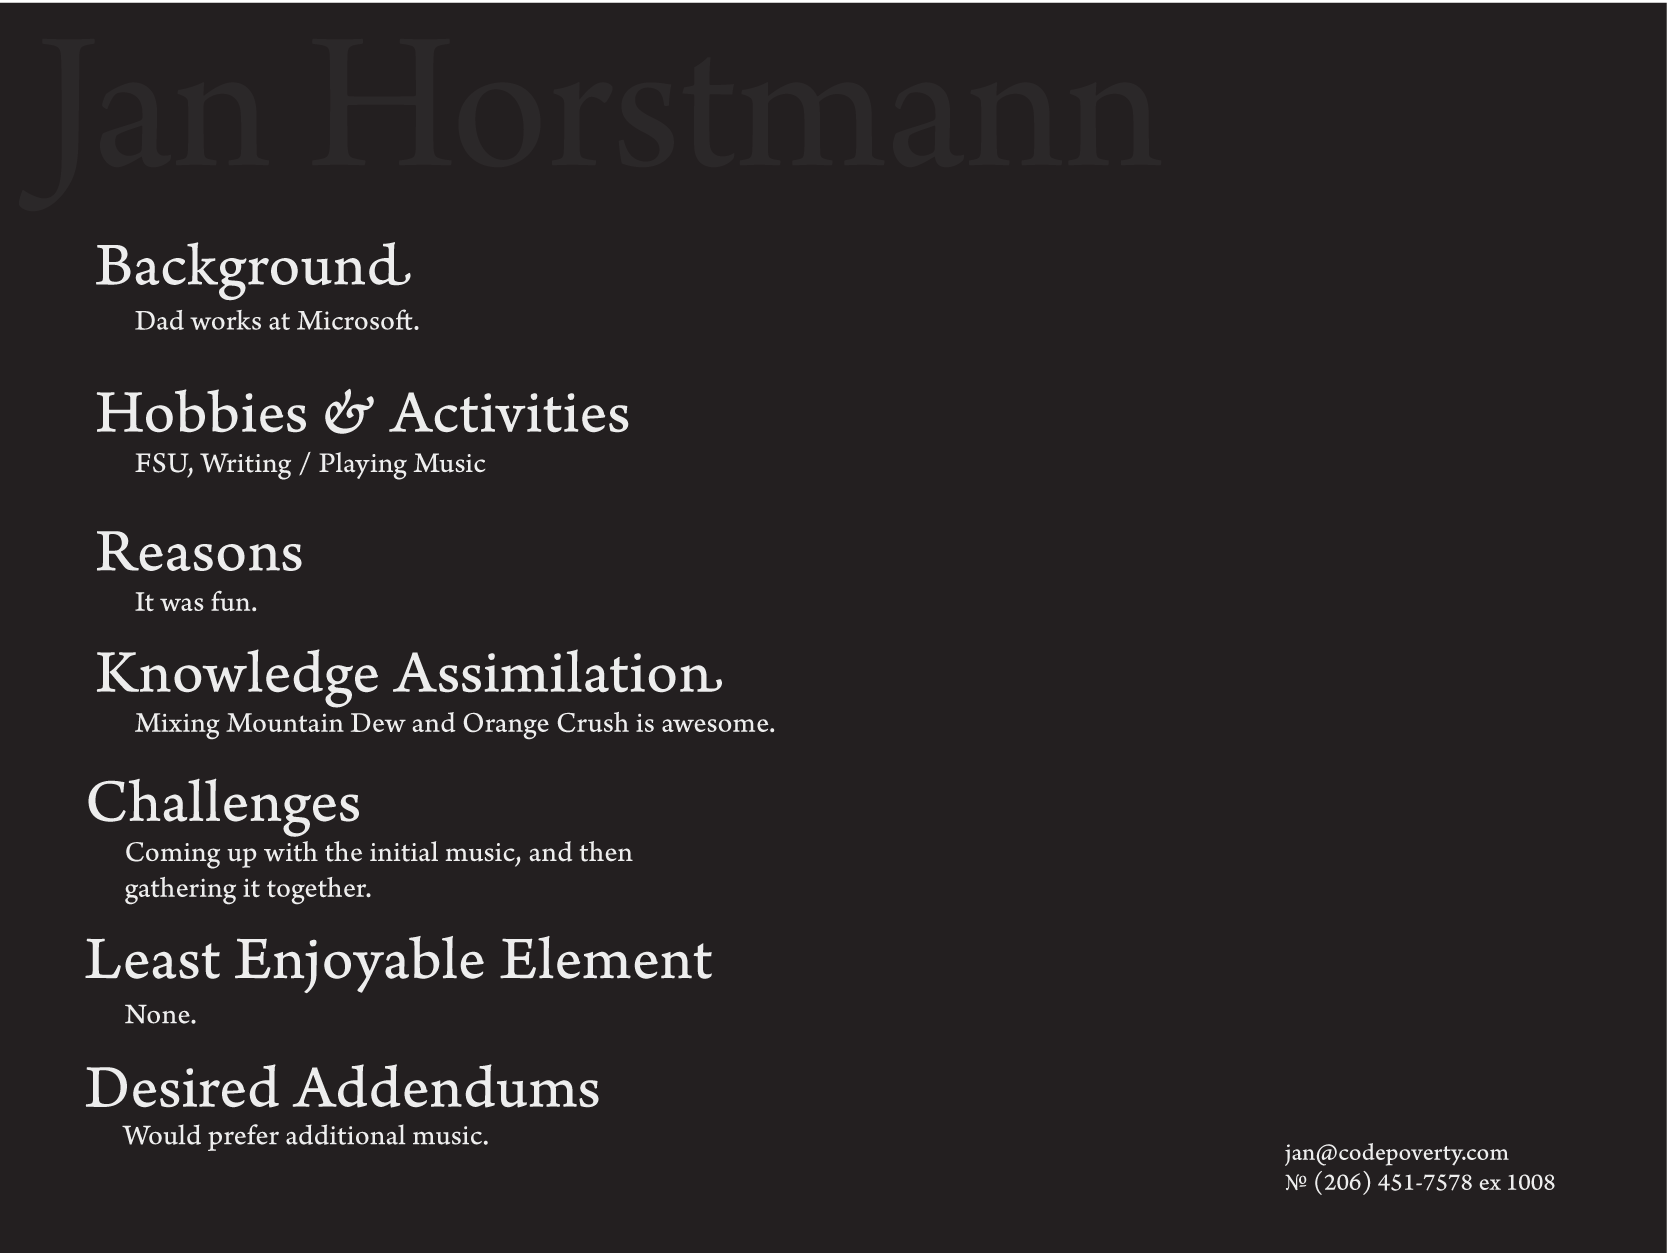 Jan Horstmann
Background
Dad works at Microsoft.
Hobbies & Activities
FSU, Writing / Playing Music
Reasons
It was fun.
Knowledge Assimilation
Mixing Mountain Dew and Orange Crush is awesome.
Challenges
Coming up with the initial music, and then
gathering it together.
Least Enjoyable Element
None.
Desired Addendums
Would prefer additional music.
jan@codepoverty.com
№ (206) 451-7578 ex 1008